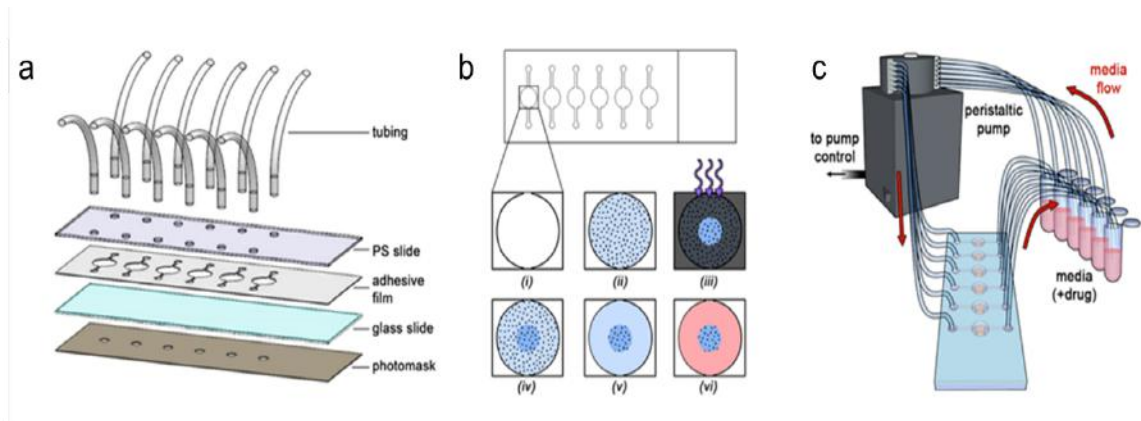 a
tubing
PS slide
adhesive
film
glass slide
photomask
b
(i)
(ii)
(iii)
(iv)
(v)
(vi)
c
media
flow
peristaltic
pump
to pump
control
media
(+drug)